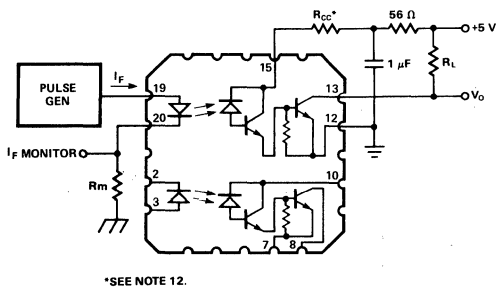 RCC*
56 Ω
+5 V
15
IF
1 µF
RL
PULSE
GEN
19
13
VO
20
12
IF MONITOR
Rm
2
10
3
7
8
*SEE NOTE 12.